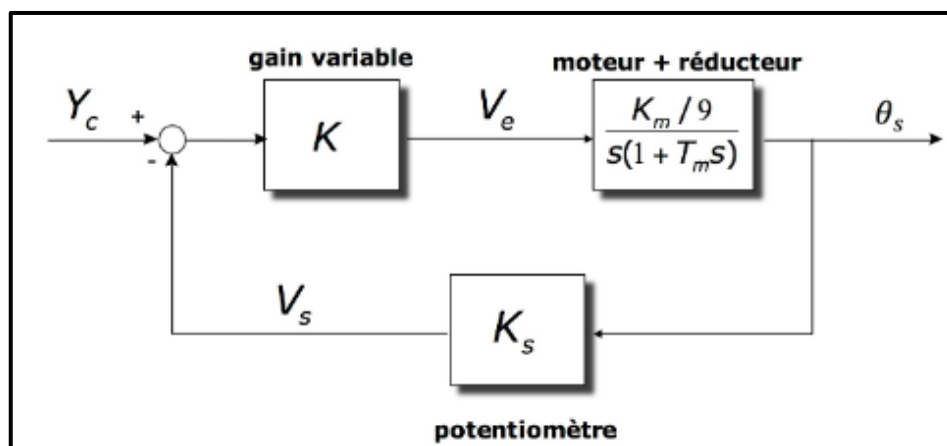 gain variable
moteur + réducteur
Y_c
+
-
K
V_e
K_m / 9
s(1 + T_m s)
θ_s
V_s
K_s
potentiomètre